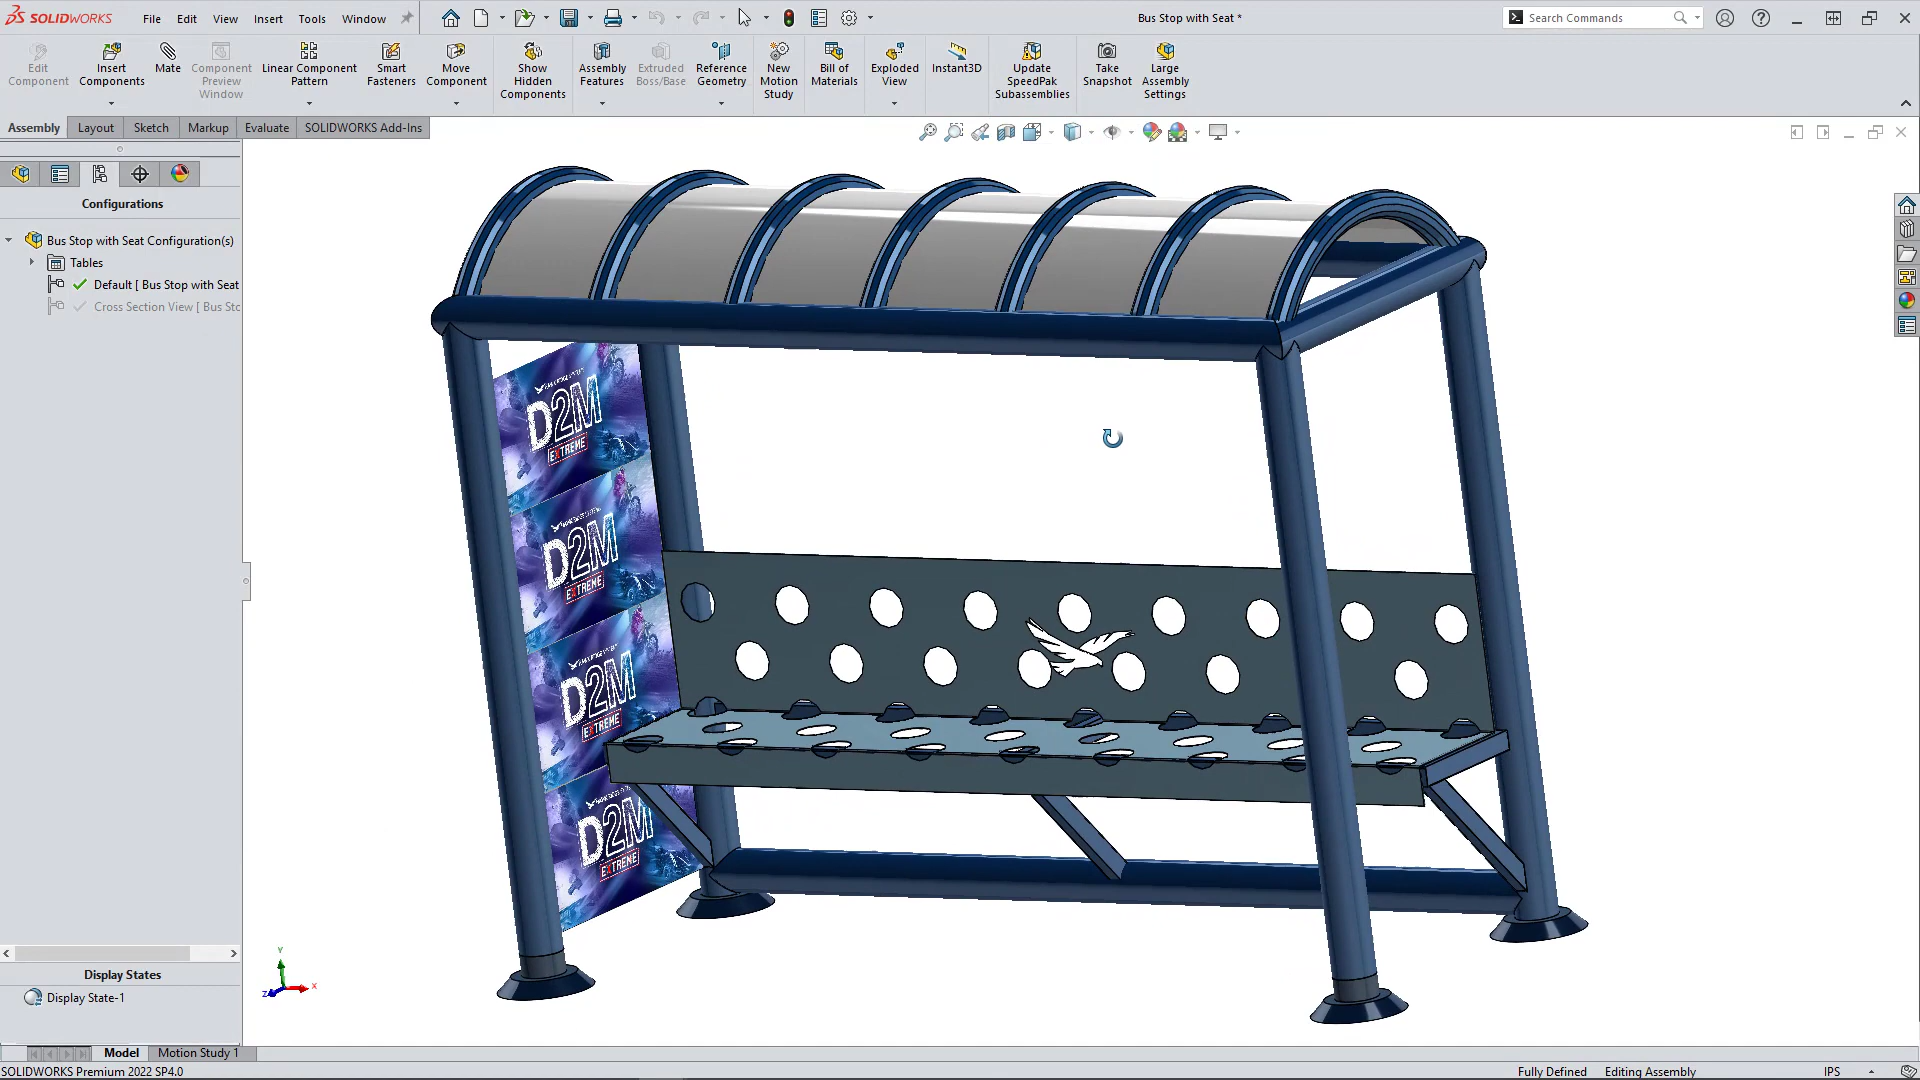 SOLIDWORKS File Edit View Insert Tools Window Bus Stop with Seat * Search Commands
Edit Component
Insert Components
Mate
Component Preview Window
Linear Component Pattern
Smart Fasteners
Move Component
Show Hidden Components
Assembly Features
Extruded Boss/Base
Reference Geometry
New Motion Study
Bill of Materials
Exploded View
Instant3D
Update SpeedPak Subassemblies
Take Snapshot
Large Assembly Settings
Assembly Layout Sketch Markup Evaluate SOLIDWORKS Add-Ins
Configurations
Bus Stop with Seat Configuration(s)
Tables
Default [ Bus Stop with Seat
Cross Section View [ Bus Sto
D2M
EXTREME
D2M
EXTREME
D2M
EXTREME
D2M
EXTREME
Display States
Display State-1
Y
X
Z
Model Motion Study 1
SOLIDWORKS Premium 2022 SP4.0 Fully Defined Editing Assembly IPS